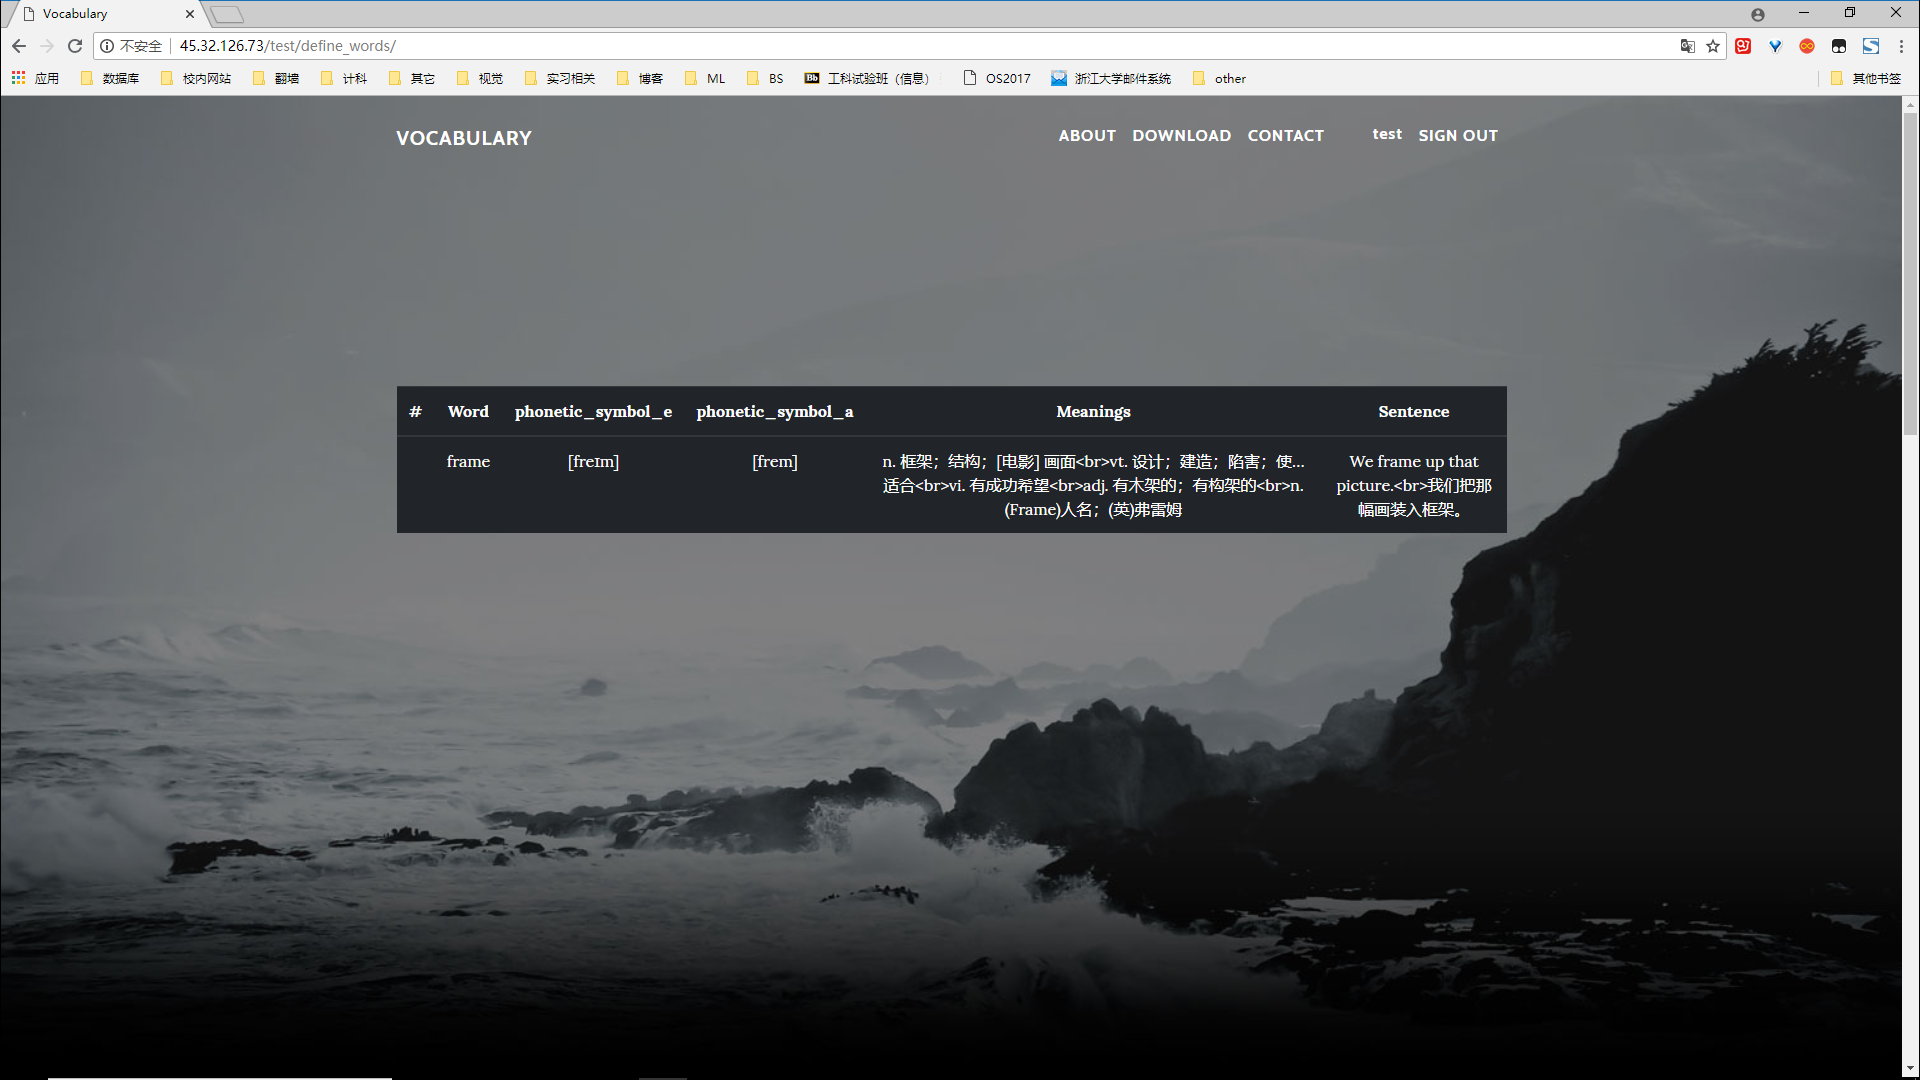 Vocabulary
不安全 45.32.126.73/test/define_words/
应用 数据库 校内网站 翻墙 计科 其它 视觉 实习相关 博客 ML BS Bb 工科试验班（信息） OS2017 浙江大学邮件系统 other 其他书签
VOCABULARY ABOUT DOWNLOAD CONTACT test SIGN OUT
# Word phonetic_symbol_e phonetic_symbol_a Meanings Sentence
frame [freɪm] [frem] n. 框架；结构；[电影] 画面<br>vt. 设计；建造；陷害；使... We frame up that
适合<br>vi. 有成功希望<br>adj. 有木架的；有构架的<br>n. picture.<br>我们把那
(Frame)人名；(英)弗雷姆 幅画装入框架。